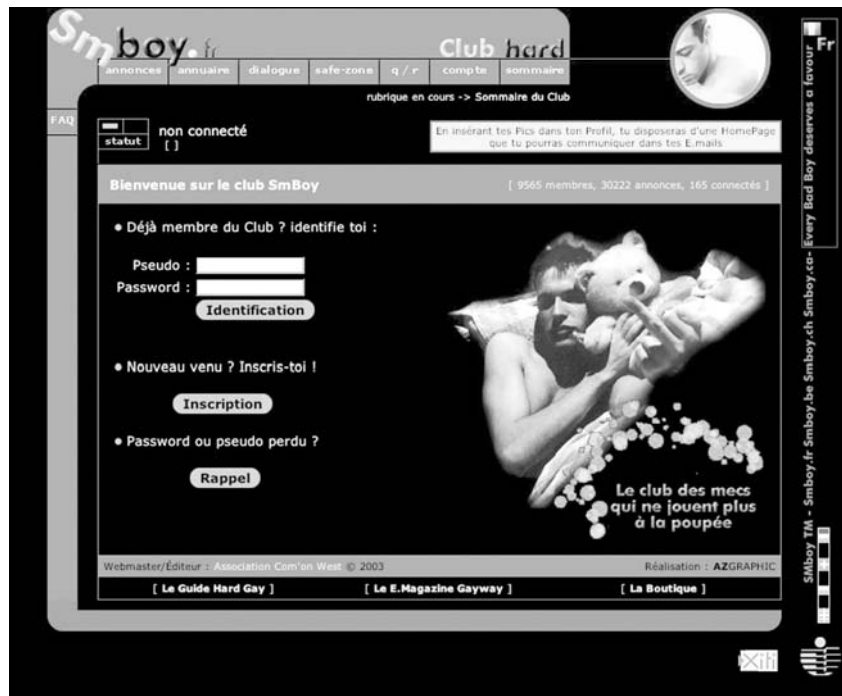 Smboy.fr
Club hard
annonces annuaire dialogue safe-zone q / r compte sommaire
rubrique en cours -> Sommaire du Club
FAQ
statut
non connecté
[ ]
En insérant tes Pics dans ton Profil, tu disposeras d'une HomePage
que tu pourras communiquer dans tes E.mails
Bienvenue sur le club SmBoy
[ 9565 membres, 30222 annonces, 165 connectés ]
• Déjà membre du Club ? identifie toi :
Pseudo :
Password :
Identification
• Nouveau venu ? Inscris-toi !
Inscription
• Password ou pseudo perdu ?
Rappel
Le club des mecs
qui ne jouent plus
à la poupée
Webmaster/Éditeur : Association Com'on West © 2003
Réalisation : AZGRAPHIC
[ Le Guide Hard Gay ]
[ Le E.Magazine Gayway ]
[ La Boutique ]
Fr
SMboy TM - Smboy.fr Smboy.be Smboy.ch Smboy.ca- Every Bad Boy deserves a favour
Xiti